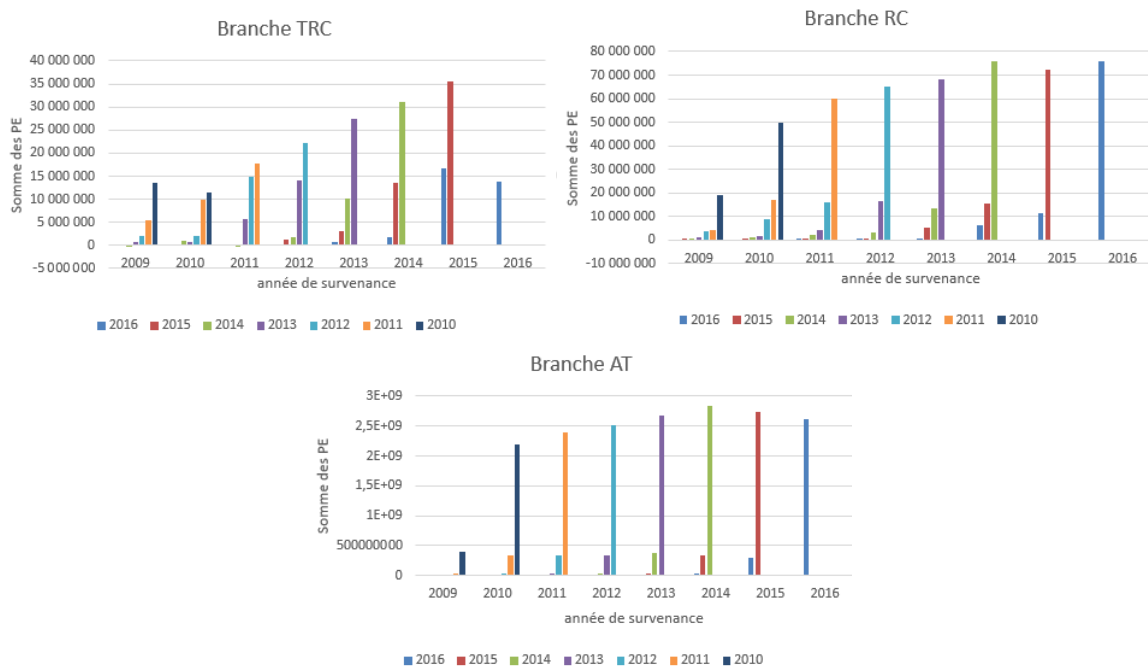 Branche TRC
40 000 000
35 000 000
30 000 000
25 000 000
20 000 000
15 000 000
10 000 000
5 000 000
0
-5 000 000
Somme des PE
2009 2010 2011 2012 2013 2014 2015 2016
année de survenance
2016 2015 2014 2013 2012 2011 2010
Branche RC
80 000 000
70 000 000
60 000 000
50 000 000
40 000 000
30 000 000
20 000 000
10 000 000
0
-10 000 000
Somme des PE
2009 2010 2011 2012 2013 2014 2015 2016
année de survenance
2016 2015 2014 2013 2012 2011 2010
Branche AT
3E+09
2,5E+09
2E+09
1,5E+09
1E+09
500000000
0
Somme des PE
2009 2010 2011 2012 2013 2014 2015 2016
année de survenance
2016 2015 2014 2013 2012 2011 2010